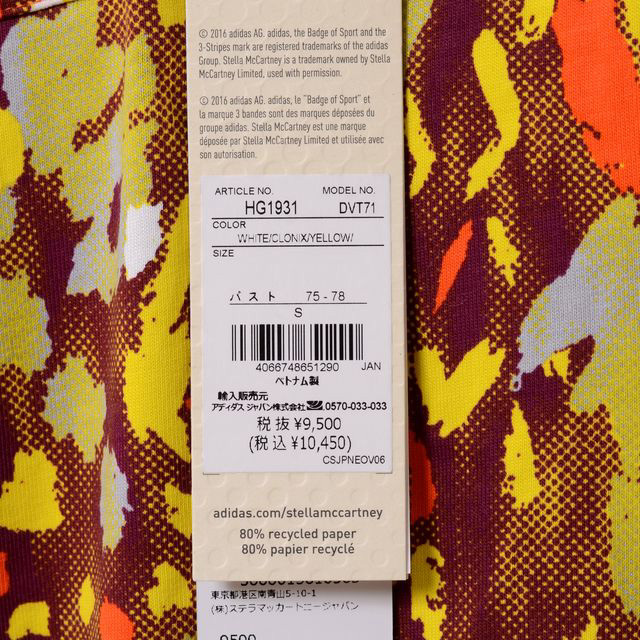 © 2016 adidas AG. adidas, the Badge of Sport and the
3-Stripes mark are registered trademarks of the adidas
Group. Stella McCartney is a trademark owned by Stella
McCartney Limited, used with permission.
© 2016 adidas AG. adidas, le "Badge of Sport" et
la marque 3 bandes sont des marques déposées du
groupe adidas. Stella McCartney est une marque
déposée par Stella McCartney Limited et utilisée avec
son autorisation.
ARTICLE NO. MODEL NO.
HG1931 DVT71
COLOR
WHITE/CLONIX/YELLOW/
SIZE
バスト 75-78
S
4066748651290 JAN
ベトナム製
輸入販売元
アディダス ジャパン株式会社 0570-033-033
税抜 ¥9,500
(税込 ¥10,450)
CSJPNEOV06
adidas.com/stellamccartney
80% recycled paper
80% papier recyclé
東京都港区南青山5-10-1
(株)ステラマッカートニージャパン
9500